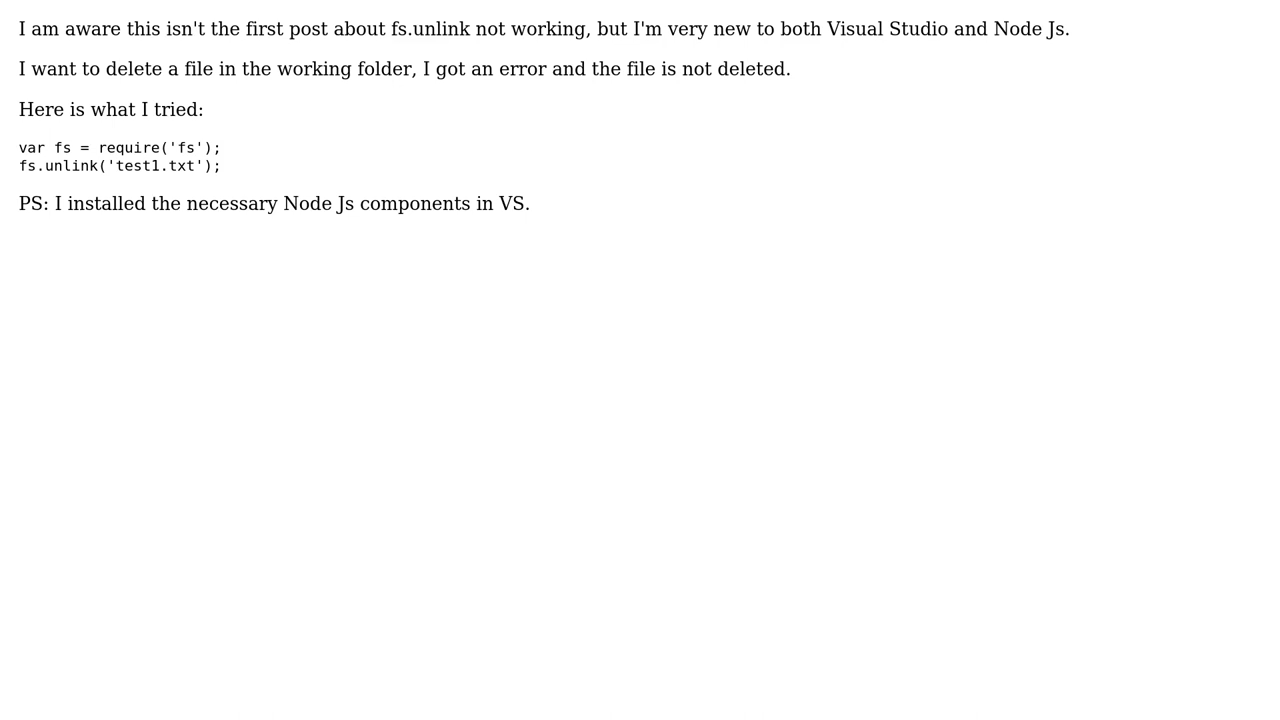 I am aware this isn't the first post about fs.unlink not working, but I'm very new to both Visual Studio and Node Js.
I want to delete a file in the working folder, I got an error and the file is not deleted.
Here is what I tried:
var fs = require('fs');
fs.unlink('test1.txt');
PS: I installed the necessary Node Js components in VS.